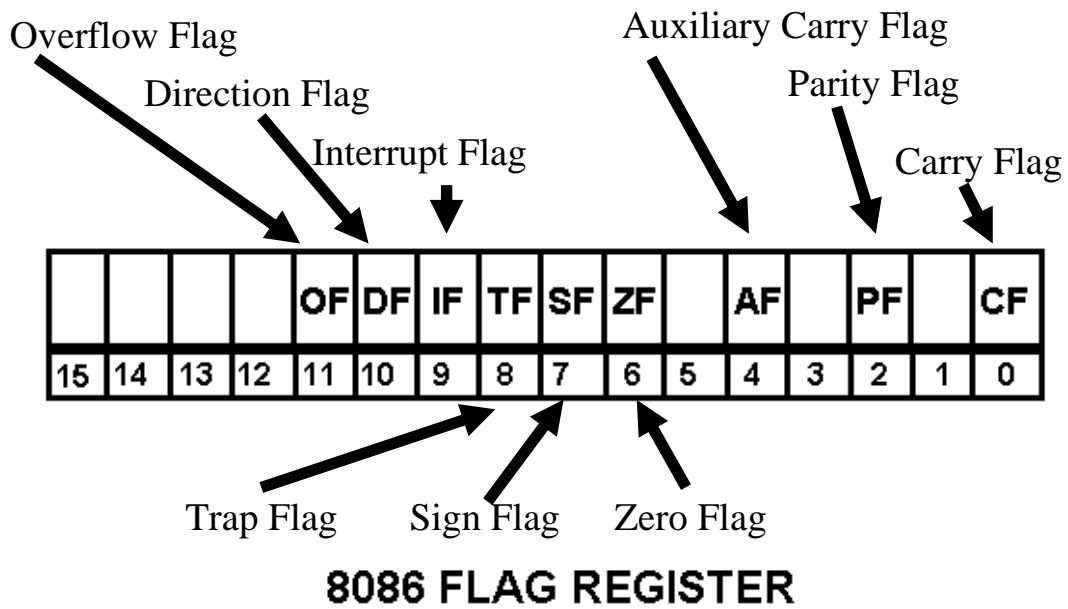 Overflow Flag
Auxiliary Carry Flag
Direction Flag
Parity Flag
Interrupt Flag
Carry Flag
OF DF IF TF SF ZF AF PF CF
15 14 13 12 11 10 9 8 7 6 5 4 3 2 1 0
Trap Flag
Sign Flag
Zero Flag
8086 FLAG REGISTER